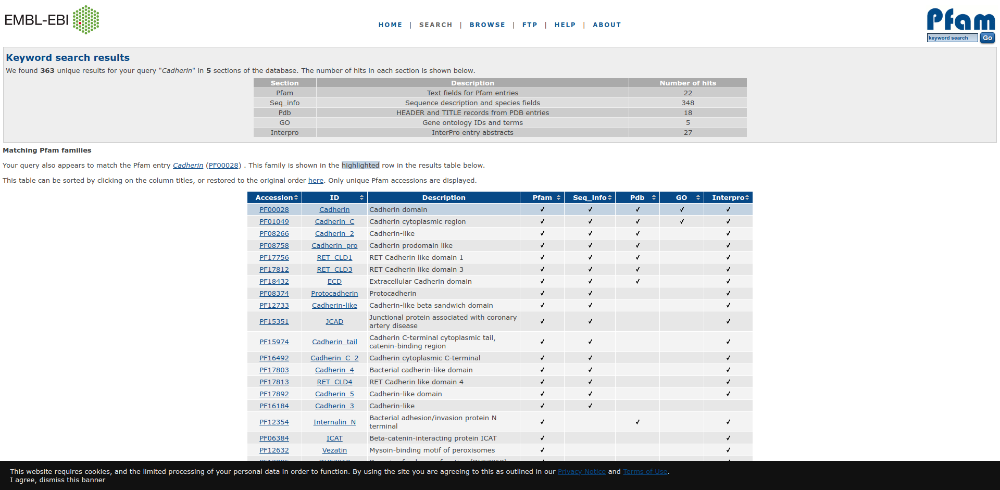 EMBL-EBI
HOME | SEARCH | BROWSE | FTP | HELP | ABOUT
Pfam
keyword search Go
Keyword search results
We found 363 unique results for your query "Cadherin" in 5 sections of the database. The number of hits in each section is shown below.
Section Description Number of hits
Pfam Text fields for Pfam entries 22
Seq_info Sequence description and species fields 348
Pdb HEADER and TITLE records from PDB entries 18
GO Gene ontology IDs and terms 5
Interpro InterPro entry abstracts 27
Matching Pfam families
Your query also appears to match the Pfam entry Cadherin (PF00028) . This family is shown in the highlighted row in the results table below.
This table can be sorted by clicking on the column titles, or restored to the original order here. Only unique Pfam accessions are displayed.
Accession ID Description Pfam Seq_info Pdb GO Interpro
PF00028 Cadherin Cadherin domain ✓ ✓ ✓ ✓ ✓
PF01049 Cadherin_C Cadherin cytoplasmic region ✓ ✓ ✓ ✓ ✓
PF08266 Cadherin_2 Cadherin-like ✓ ✓ ✓ ✓
PF08758 Cadherin_pro Cadherin prodomain like ✓ ✓ ✓ ✓
PF17756 RET_CLD1 RET Cadherin like domain 1 ✓ ✓ ✓ ✓
PF17812 RET_CLD3 RET Cadherin like domain 3 ✓ ✓ ✓ ✓
PF18432 ECD Extracellular Cadherin domain ✓ ✓ ✓ ✓
PF08374 Protocadherin Protocadherin ✓ ✓ ✓
PF12733 Cadherin-like Cadherin-like beta sandwich domain ✓ ✓ ✓
PF15351 JCAD Junctional protein associated with coronary
artery disease ✓ ✓ ✓
PF15974 Cadherin_tail Cadherin C-terminal cytoplasmic tail,
catenin-binding region ✓ ✓ ✓
PF16492 Cadherin_C_2 Cadherin cytoplasmic C-terminal ✓ ✓ ✓
PF17803 Cadherin_4 Bacterial cadherin-like domain ✓ ✓ ✓
PF17813 RET_CLD4 RET Cadherin like domain 4 ✓ ✓ ✓
PF17892 Cadherin_5 Cadherin-like domain ✓ ✓ ✓
PF16184 Cadherin_3 Cadherin-like ✓ ✓
PF12354 Internalin_N Bacterial adhesion/invasion protein N
terminal ✓ ✓ ✓
PF06384 ICAT Beta-catenin-interacting protein ICAT ✓ ✓
PF12632 Vezatin Mysoin-binding motif of peroxisomes ✓ ✓
This website requires cookies, and the limited processing of your personal data in order to function. By using the site you are agreeing to this as outlined in our Privacy Notice and Terms of Use.
I agree, dismiss this banner